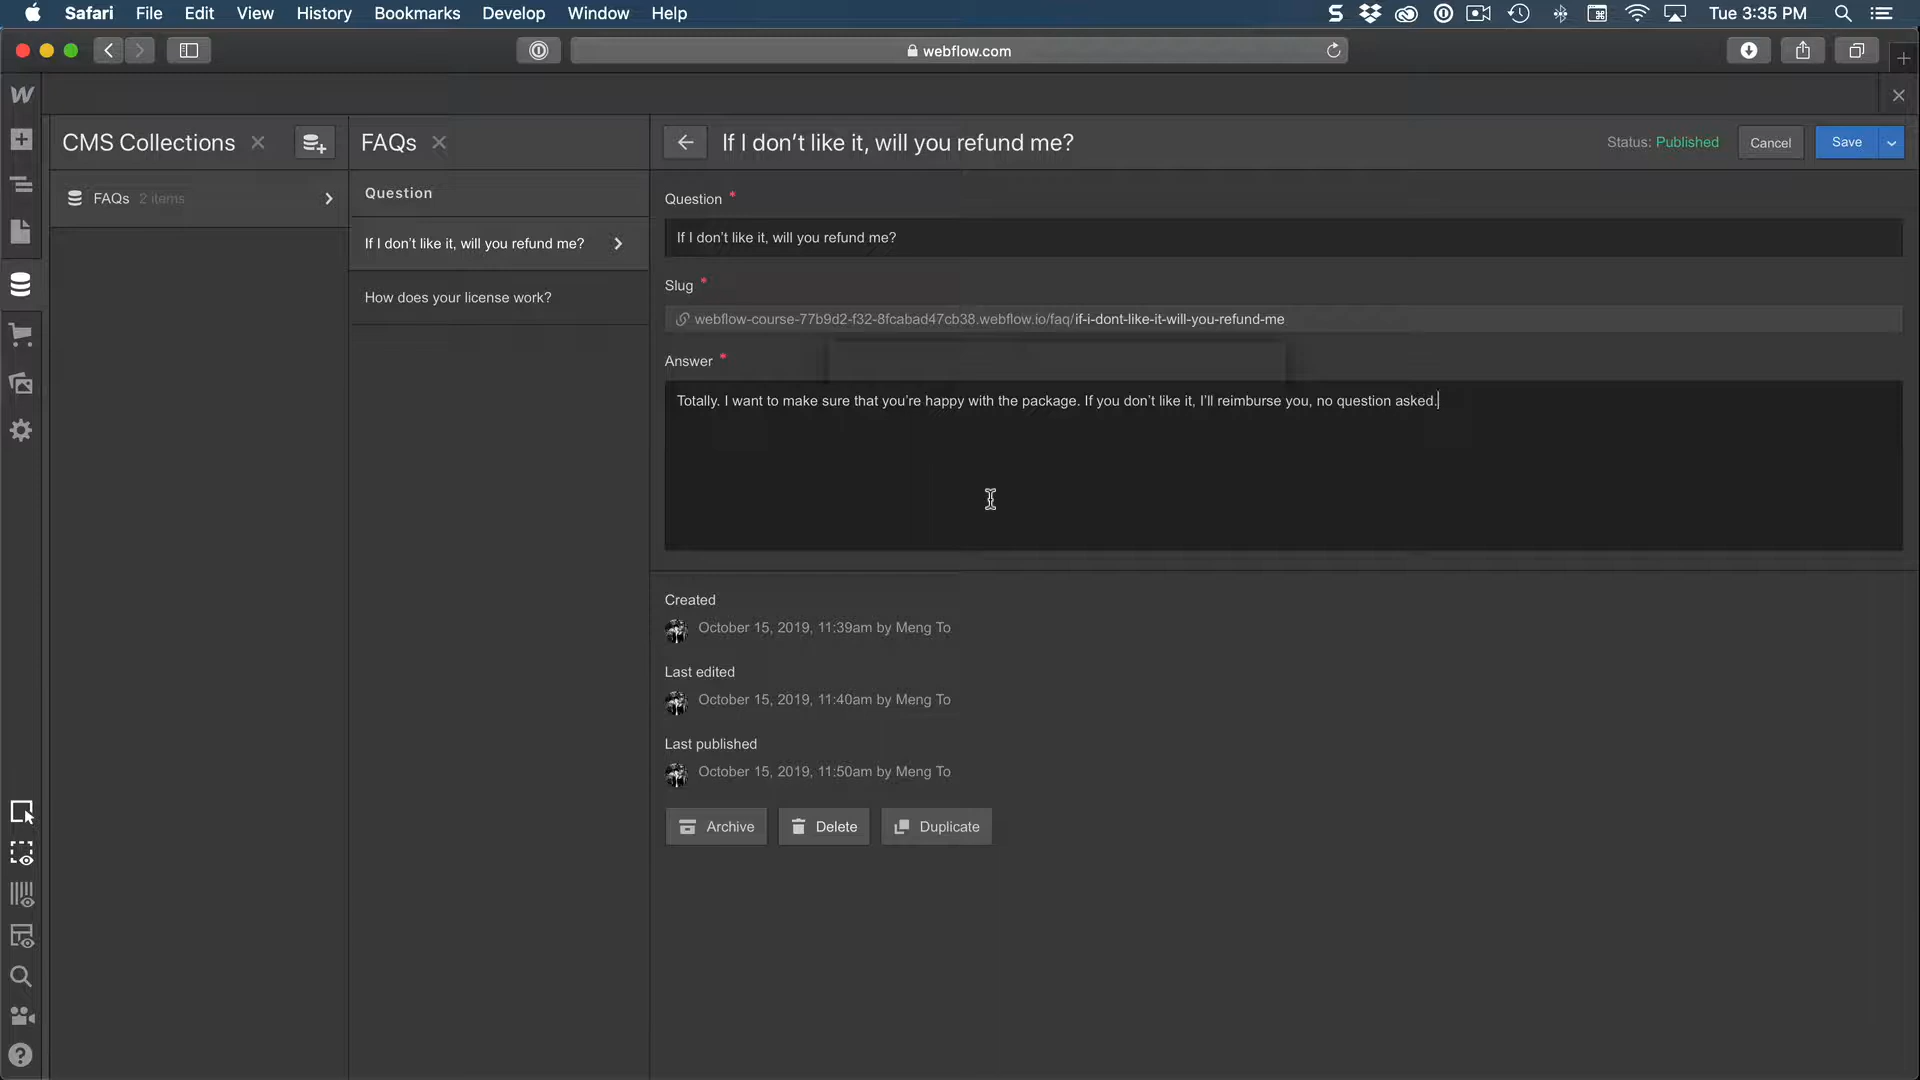 Safari File Edit View History Bookmarks Develop Window Help Tue 3:35 PM
webflow.com
CMS Collections
FAQs 2 items
FAQs
Question
If I don’t like it, will you refund me?
How does your license work?
If I don’t like it, will you refund me?
Status: Published Cancel Save
Question *
If I don’t like it, will you refund me?
Slug *
webflow-course-77b9d2-f32-8fcabad47cb38.webflow.io/faq/if-i-dont-like-it-will-you-refund-me
Answer *
Totally. I want to make sure that you’re happy with the package. If you don’t like it, I’ll reimburse you, no question asked.
Created
October 15, 2019, 11:39am by Meng To
Last edited
October 15, 2019, 11:40am by Meng To
Last published
October 15, 2019, 11:50am by Meng To
Archive Delete Duplicate